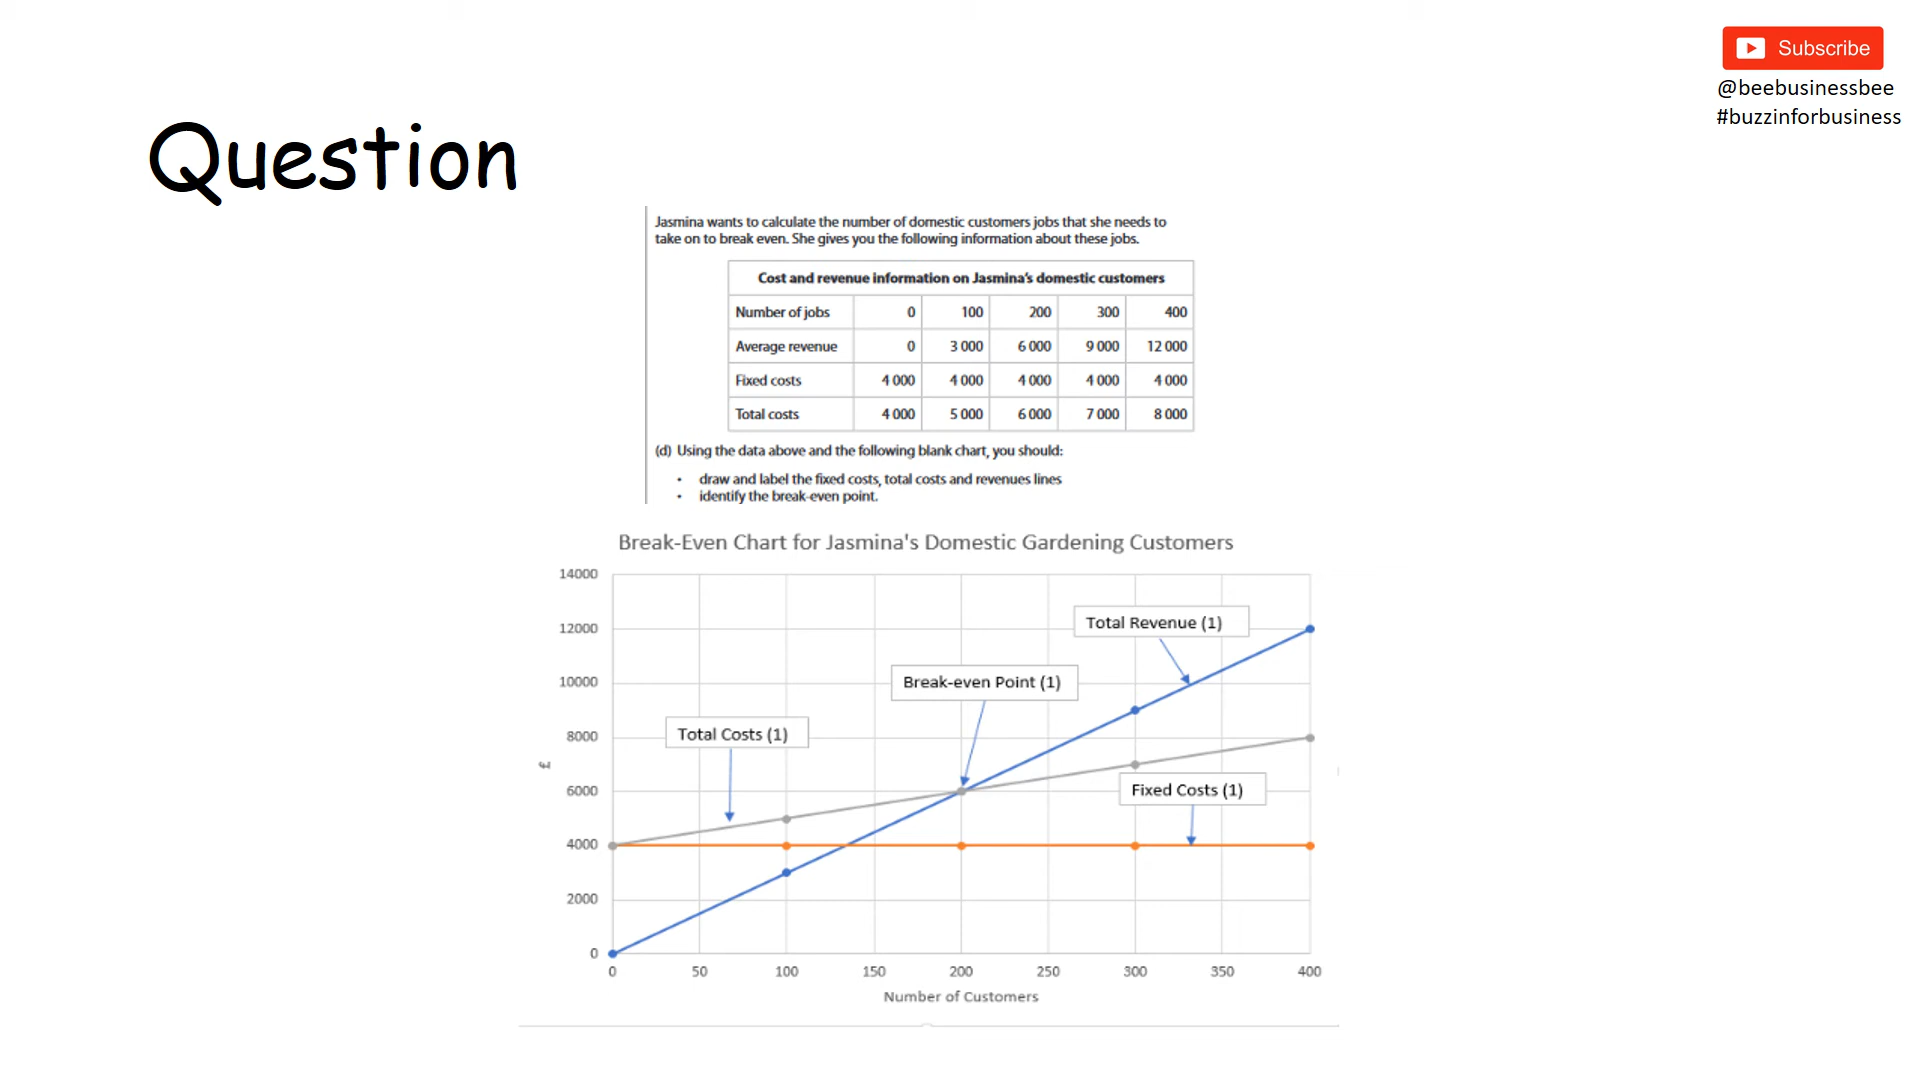 Subscribe
@beebusinessbee
#buzzinforbusiness
Question
Jasmina wants to calculate the number of domestic customers jobs that she needs to
take on to break even. She gives you the following information about these jobs.
Cost and revenue information on Jasmina's domestic customers
Number of jobs 0 100 200 300 400
Average revenue 0 3 000 6 000 9 000 12 000
Fixed costs 4 000 4 000 4 000 4 000 4 000
Total costs 4 000 5 000 6 000 7 000 8 000
(d) Using the data above and the following blank chart, you should:
• draw and label the fixed costs, total costs and revenues lines
• identify the break-even point.
Break-Even Chart for Jasmina's Domestic Gardening Customers
14000
12000
10000
8000
6000
4000
2000
0
£
Total Revenue (1)
Break-even Point (1)
Total Costs (1)
Fixed Costs (1)
0 50 100 150 200 250 300 350 400
Number of Customers